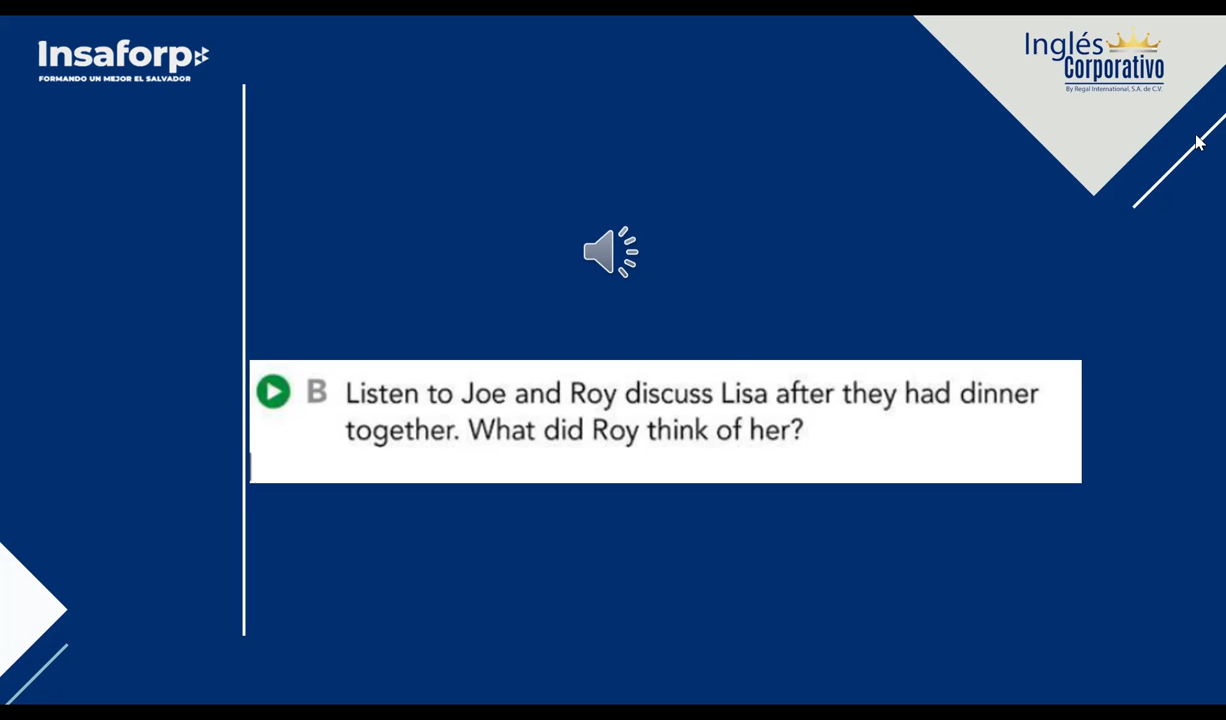 Insaforp
FORMANDO UN MEJOR EL SALVADOR
Inglés
Corporativo
By Regal International, S.A. de C.V.
B Listen to Joe and Roy discuss Lisa after they had dinner
together. What did Roy think of her?